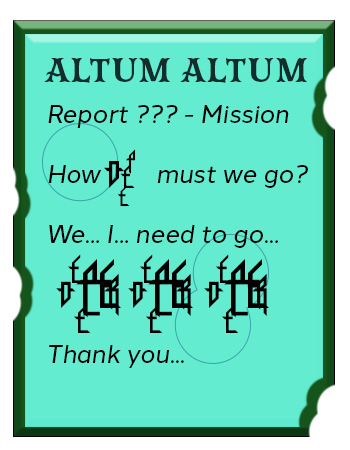 ALTUM ALTUM
Report ??? - Mission
How must we go?
We... I... need to go...
Thank you...